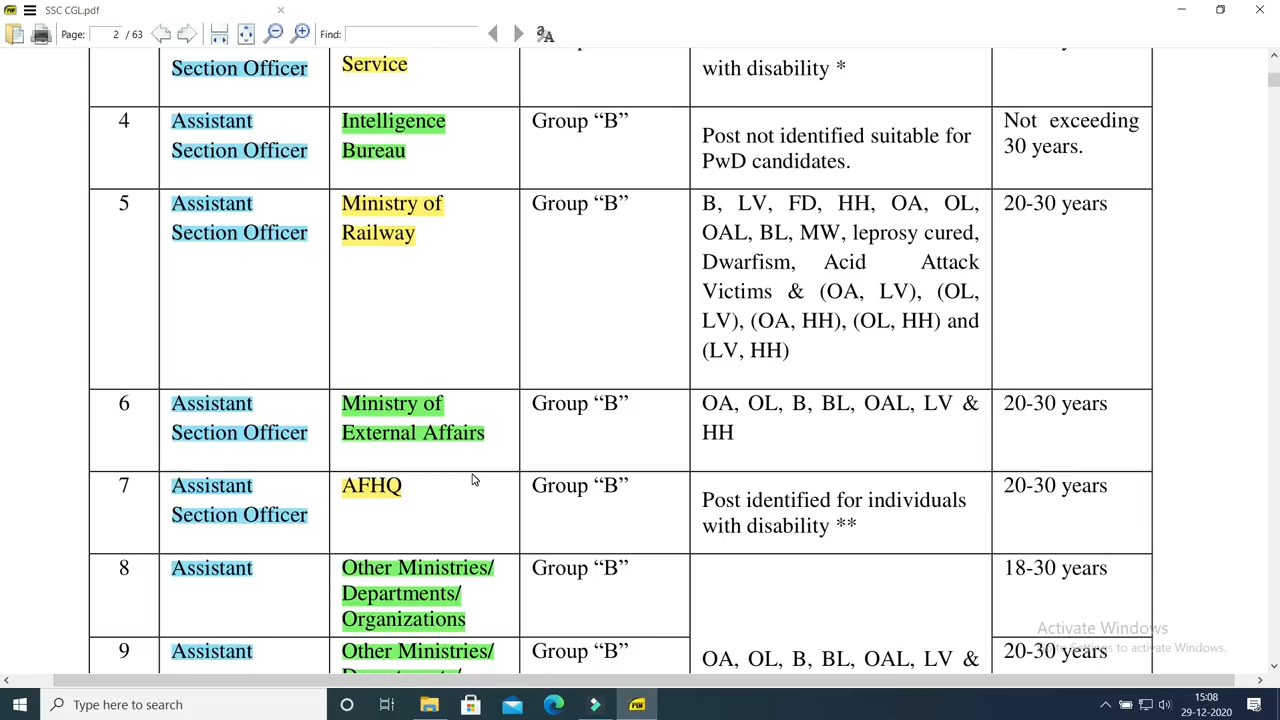 SSC CGL.pdf
Page: 2 / 63 Find:
Section Officer Service with disability *
4 Assistant Intelligence Group “B” Not exceeding
Section Officer Bureau Post not identified suitable for 30 years.
PwD candidates.
5 Assistant Ministry of Group “B” B, LV, FD, HH, OA, OL, 20-30 years
Section Officer Railway OAL, BL, MW, leprosy cured,
Dwarfism, Acid Attack
Victims & (OA, LV), (OL,
LV), (OA, HH), (OL, HH) and
(LV, HH)
6 Assistant Ministry of Group “B” OA, OL, B, BL, OAL, LV & 20-30 years
Section Officer External Affairs HH
7 Assistant AFHQ Group “B” Post identified for individuals 20-30 years
Section Officer with disability **
8 Assistant Other Ministries/ Group “B” 18-30 years
Departments/
Organizations
9 Assistant Other Ministries/ Group “B” OA, OL, B, BL, OAL, LV & 20-30 years
Activate Windows
to activate Windows.
Type here to search
15:08
29-12-2020